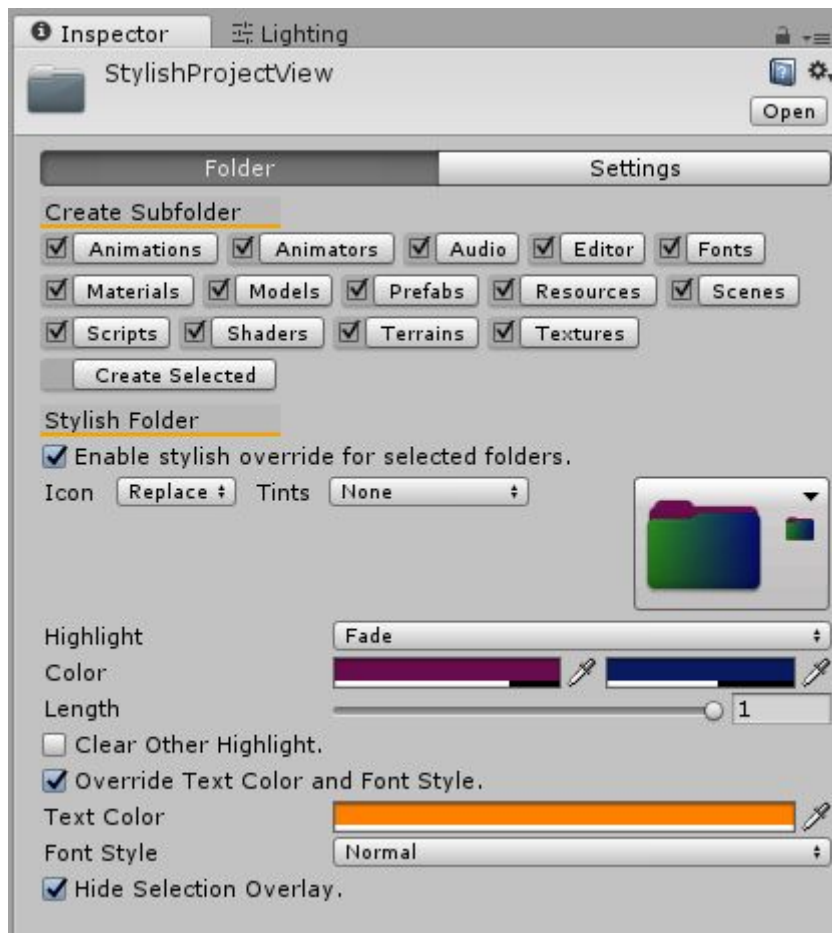 Inspector Lighting
StylishProjectView
Open
Folder Settings
Create Subfolder
Animations Animators Audio Editor Fonts
Materials Models Prefabs Resources Scenes
Scripts Shaders Terrains Textures
Create Selected
Stylish Folder
Enable stylish override for selected folders.
Icon Replace Tints None
Highlight Fade
Color
Length 1
Clear Other Highlight.
Override Text Color and Font Style.
Text Color
Font Style Normal
Hide Selection Overlay.